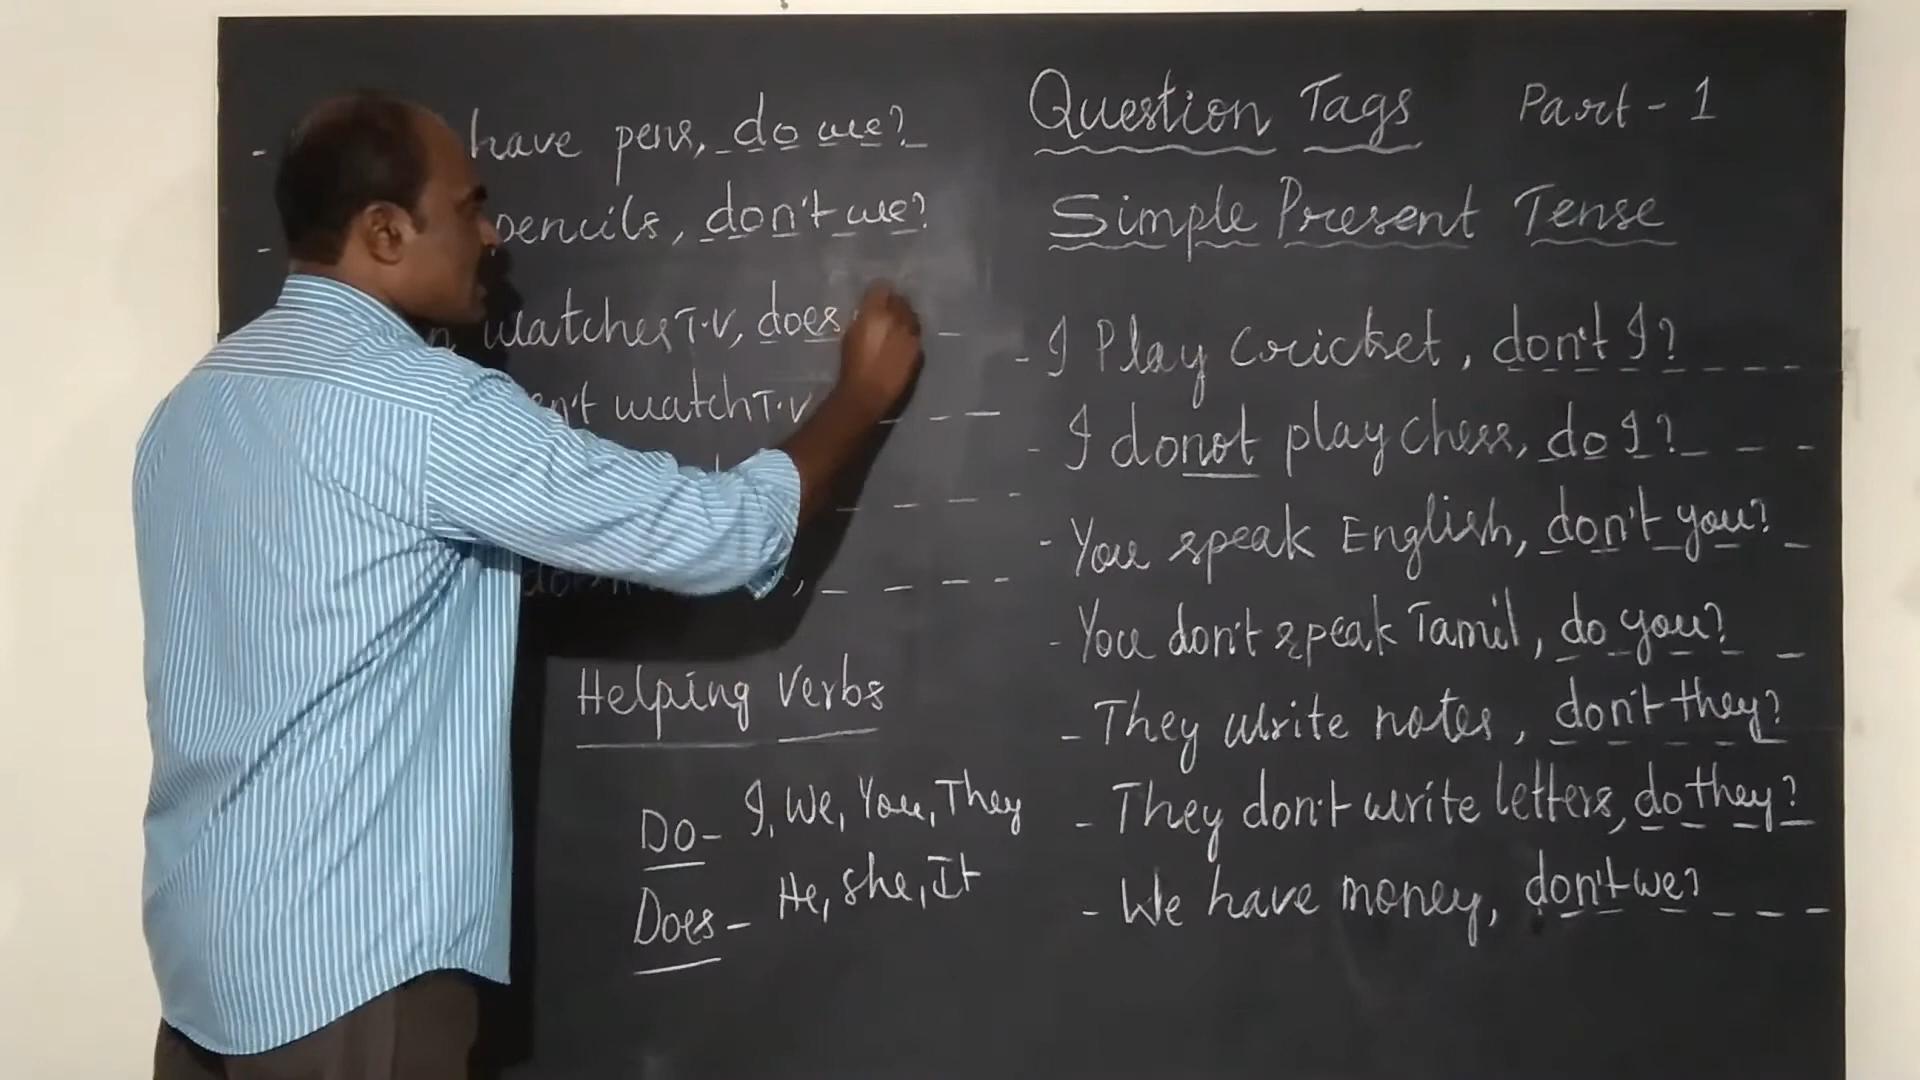 Question Tags Part - 1
Simple Present Tense
- I Play cricket, don't I?
- I do not play chess, do I?
- You speak English, don't you?
- You don't speak Tamil, do you?
- They write notes, don't they?
- They don't write letters, do they?
- We have money, don't we?
have pens, do we?
pencils, don't we?
watches T.V, does
watch T.V
Helping Verbs
DO - I, We, You, They
Does - He, She, It